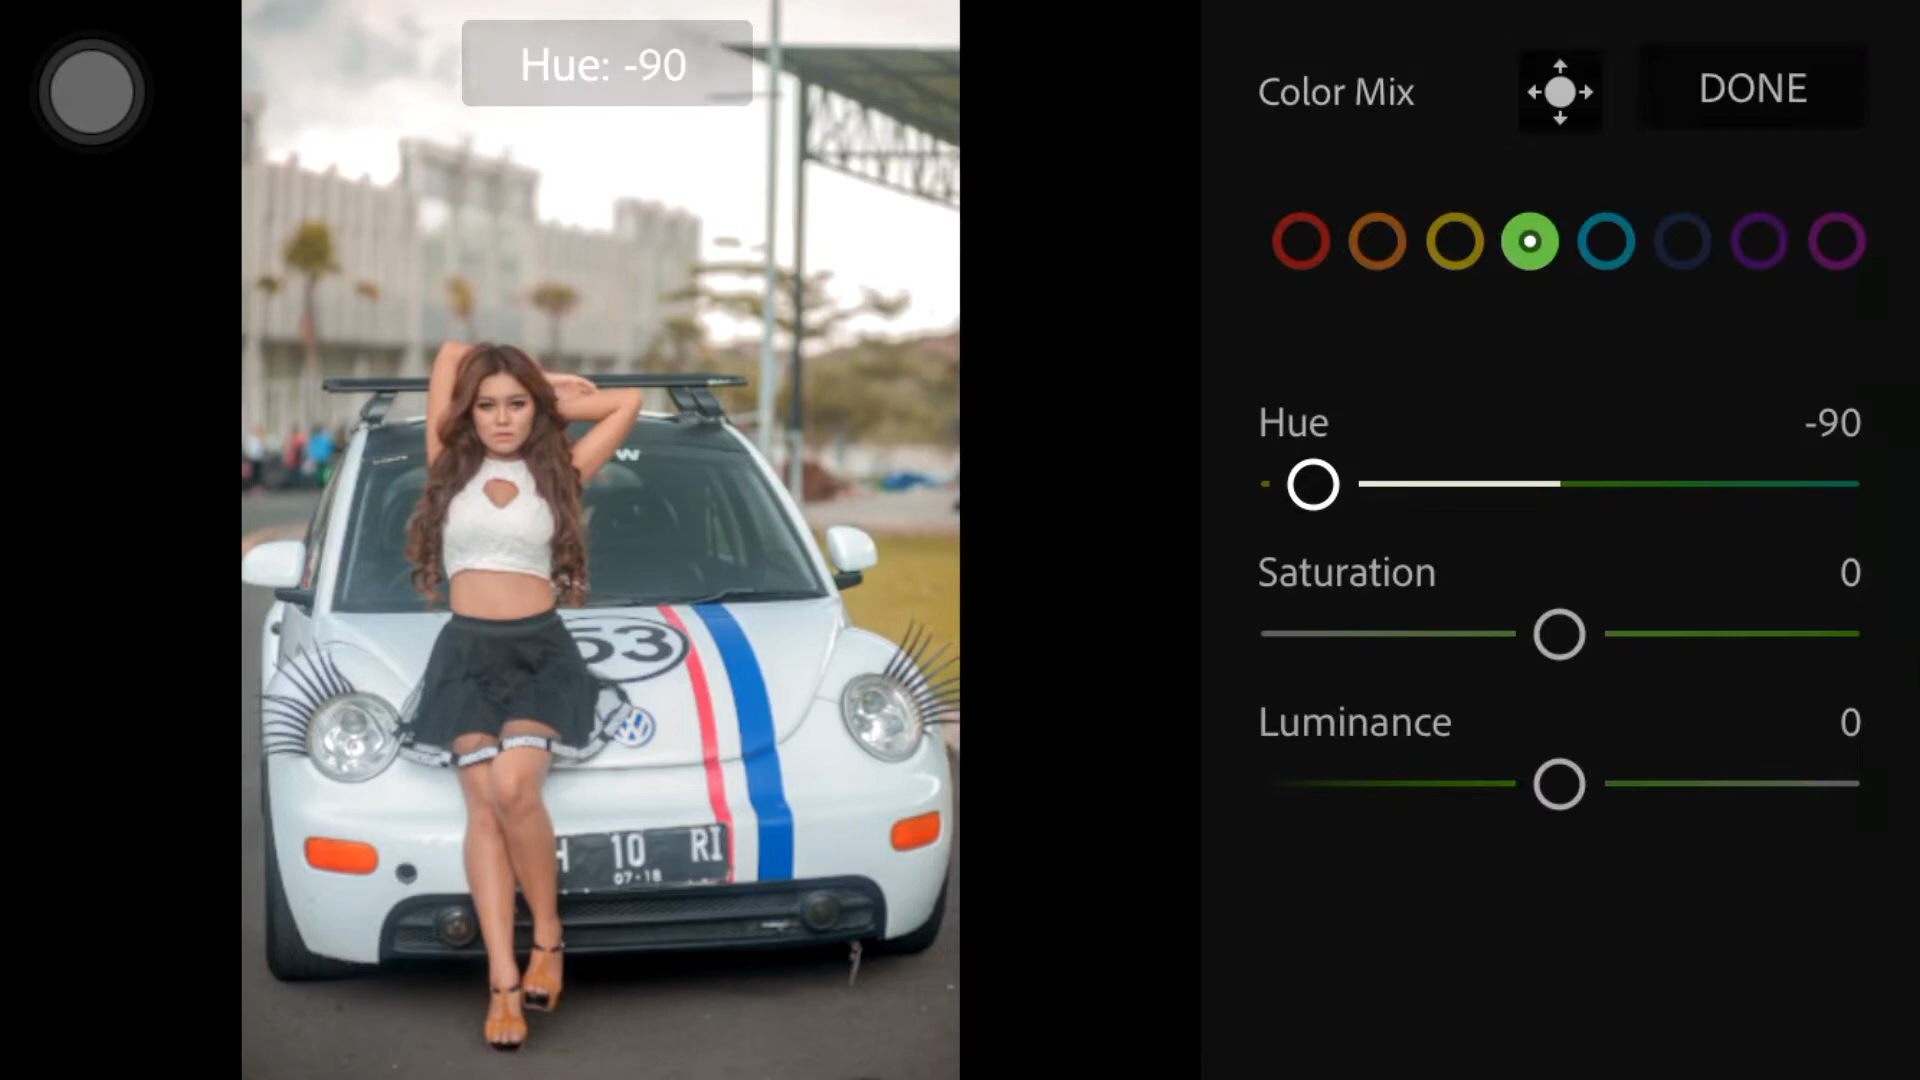 Hue: -90
Color Mix
DONE
Hue
-90
Saturation
0
Luminance
0
W
53
H 10 RI
07-18